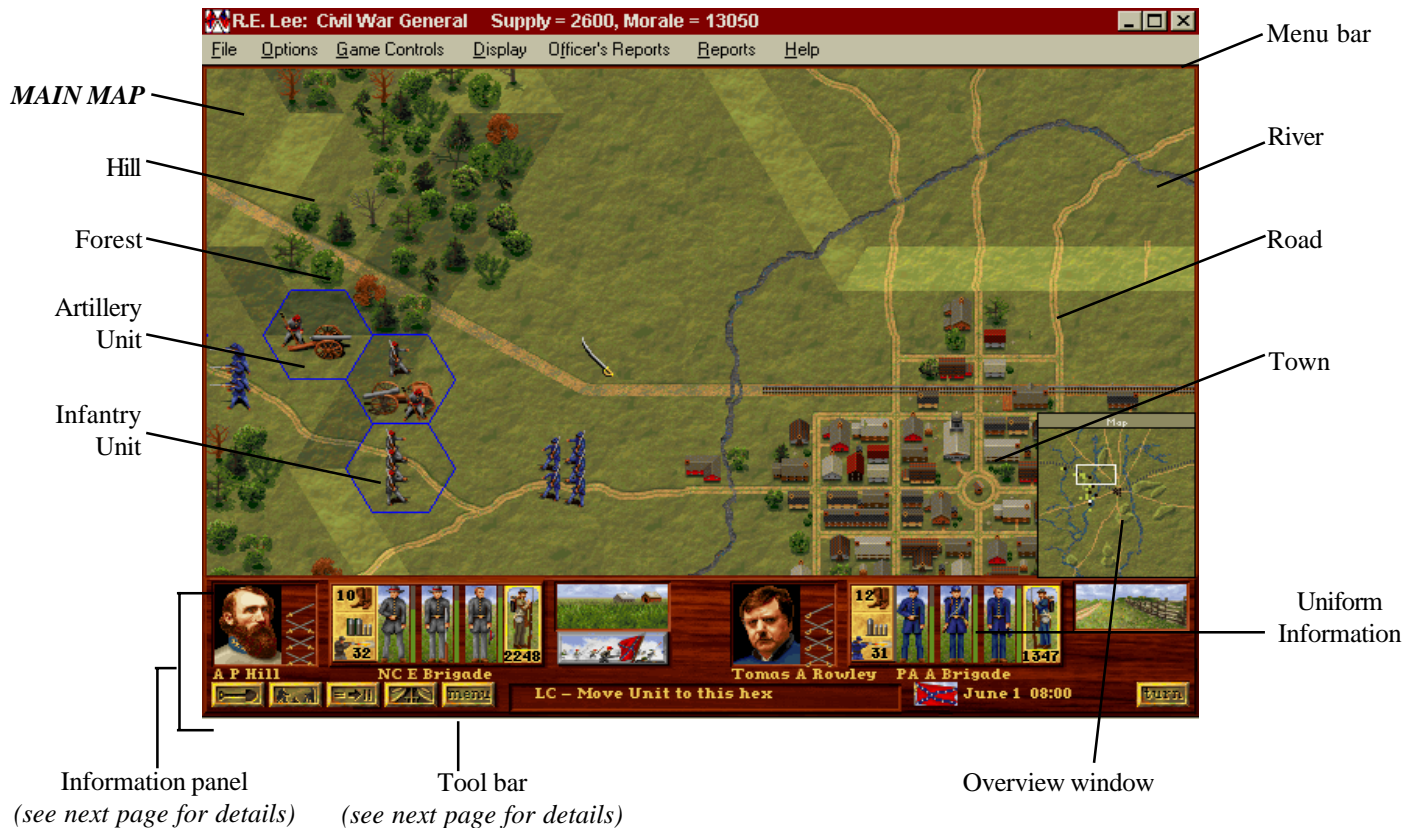 R.E. Lee: Civil War General Supply = 2600, Morale = 13050
File Options Game Controls Display Officer's Reports Reports Help
Menu bar
MAIN MAP
River
Hill
Forest
Road
Artillery
Unit
Town
Infantry
Unit
Map
10
32
2248
12
31
1347
Uniform
Information
A P Hill
NC E Brigade
Tomas A Rowley
PA A Brigade
menu
LC – Move Unit to this hex
June 1 08:00
turn
Information panel
(see next page for details)
Tool bar
(see next page for details)
Overview window